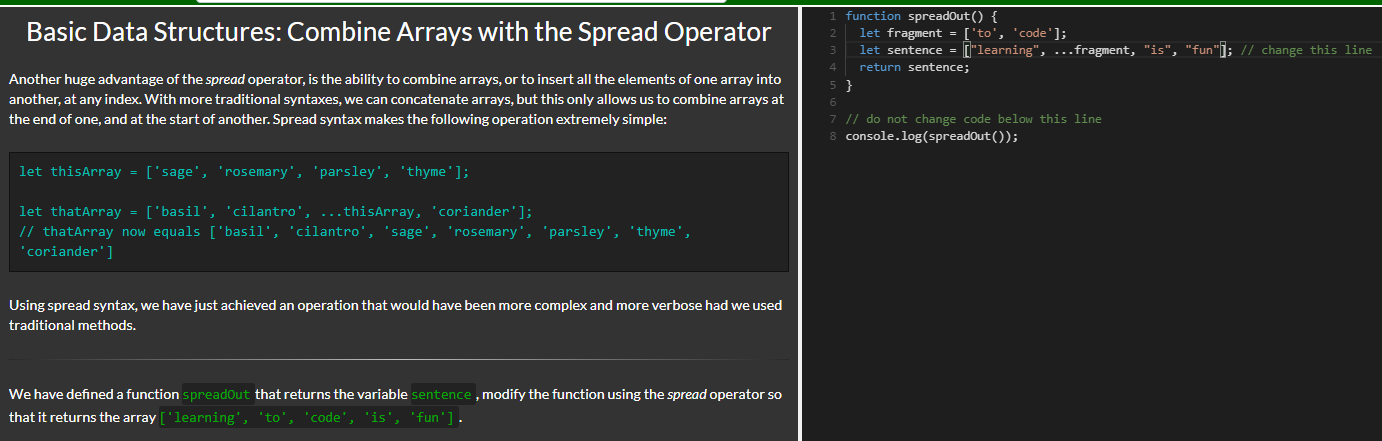 Basic Data Structures: Combine Arrays with the Spread Operator
Another huge advantage of the spread operator, is the ability to combine arrays, or to insert all the elements of one array into
another, at any index. With more traditional syntaxes, we can concatenate arrays, but this only allows us to combine arrays at
the end of one, and at the start of another. Spread syntax makes the following operation extremely simple:
let thisArray = ['sage', 'rosemary', 'parsley', 'thyme'];
let thatArray = ['basil', 'cilantro', ...thisArray, 'coriander'];
// thatArray now equals ['basil', 'cilantro', 'sage', 'rosemary', 'parsley', 'thyme',
'coriander']
Using spread syntax, we have just achieved an operation that would have been more complex and more verbose had we used
traditional methods.
We have defined a function spreadOut that returns the variable sentence , modify the function using the spread operator so
that it returns the array ['learning', 'to', 'code', 'is', 'fun'] .
1 function spreadOut() {
2 let fragment = ['to', 'code'];
3 let sentence = ["learning", ...fragment, "is", "fun"]; // change this line
4 return sentence;
5 }
6
7 // do not change code below this line
8 console.log(spreadOut());